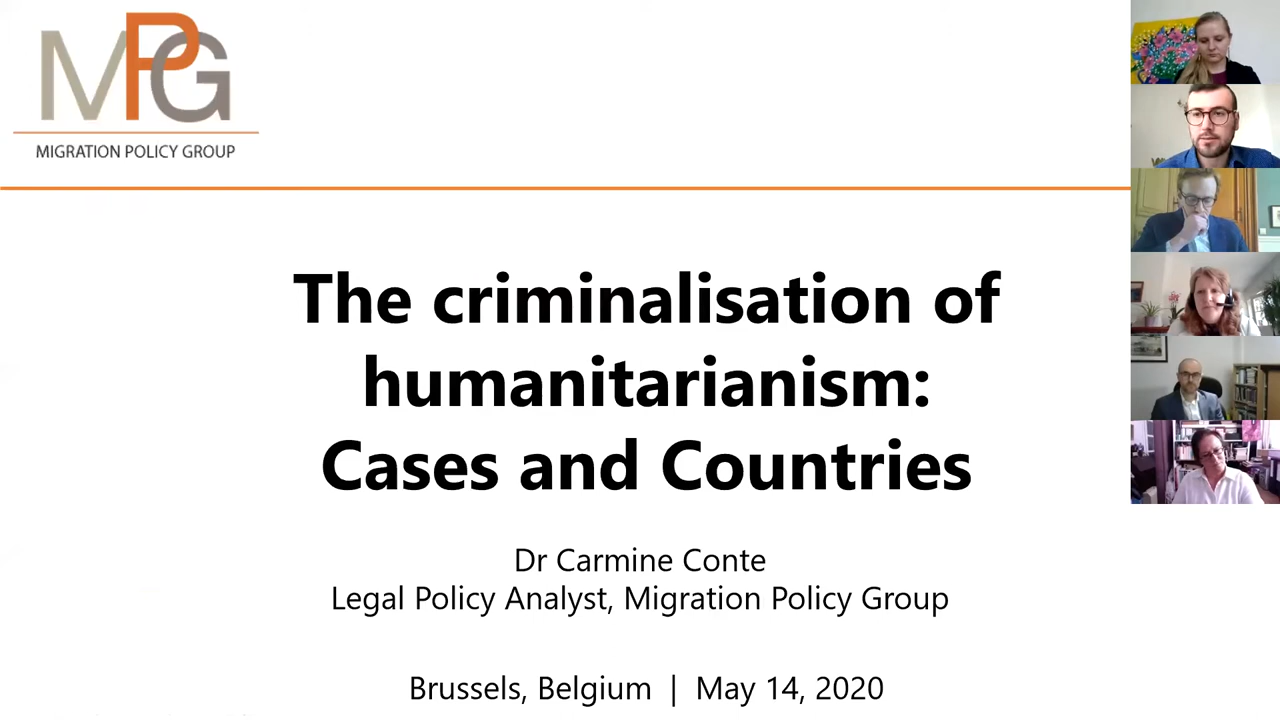 MPG
MIGRATION POLICY GROUP
The criminalisation of
humanitarianism:
Cases and Countries
Dr Carmine Conte
Legal Policy Analyst, Migration Policy Group
Brussels, Belgium | May 14, 2020